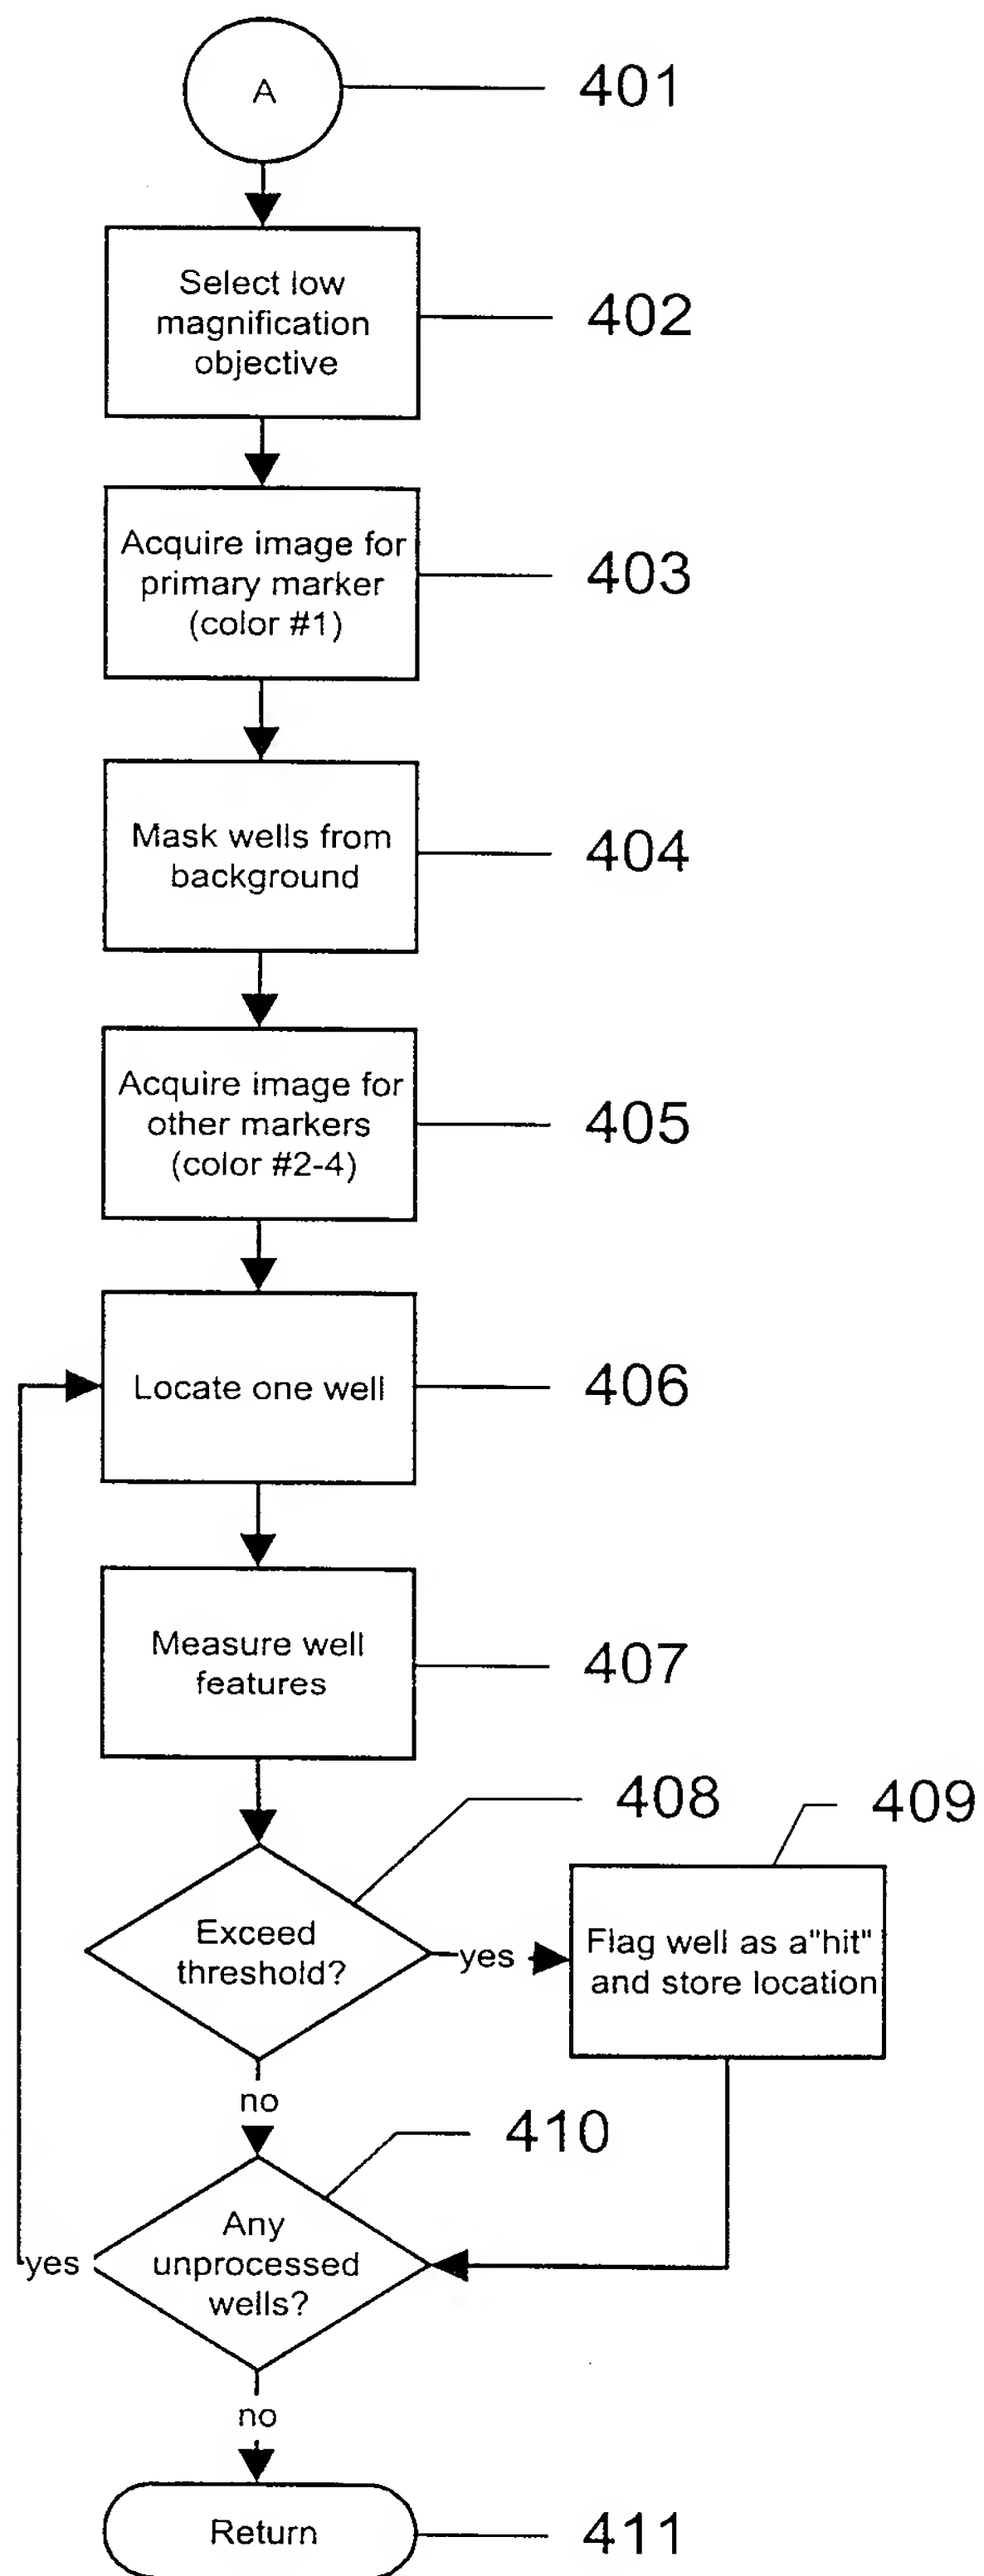 A
401
Select low
magnification
objective
402
Acquire image for
primary marker
(color #1)
403
Mask wells from
background
404
Acquire image for
other markers
(color #2-4)
405
Locate one well
406
Measure well
features
407
408
409
Exceed
threshold?
yes
Flag well as a"hit"
and store location
no
410
Any
unprocessed
wells?
yes
no
Return
411